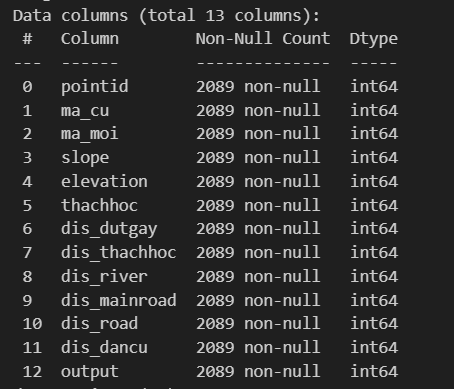 Data columns (total 13 columns):
 #   Column         Non-Null Count  Dtype
---  ------         --------------  -----
 0   pointid        2089 non-null   int64
 1   ma_cu          2089 non-null   int64
 2   ma_moi         2089 non-null   int64
 3   slope          2089 non-null   int64
 4   elevation      2089 non-null   int64
 5   thachhoc       2089 non-null   int64
 6   dis_dutgay     2089 non-null   int64
 7   dis_thachhoc   2089 non-null   int64
 8   dis_river      2089 non-null   int64
 9   dis_mainroad   2089 non-null   int64
 10  dis_road       2089 non-null   int64
 11  dis_dancu      2089 non-null   int64
 12  output         2089 non-null   int64